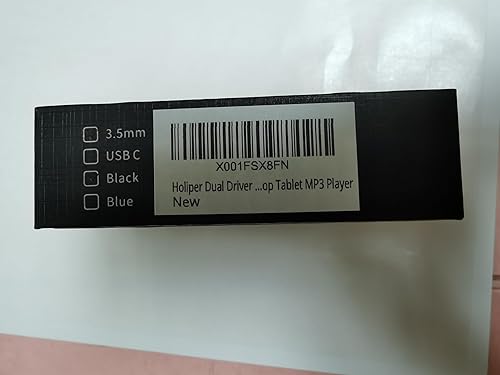 3.5mm
USB C
Black
Blue
X001FSX8FN
Holiper Dual Driver ...op Tablet MP3 Player
New